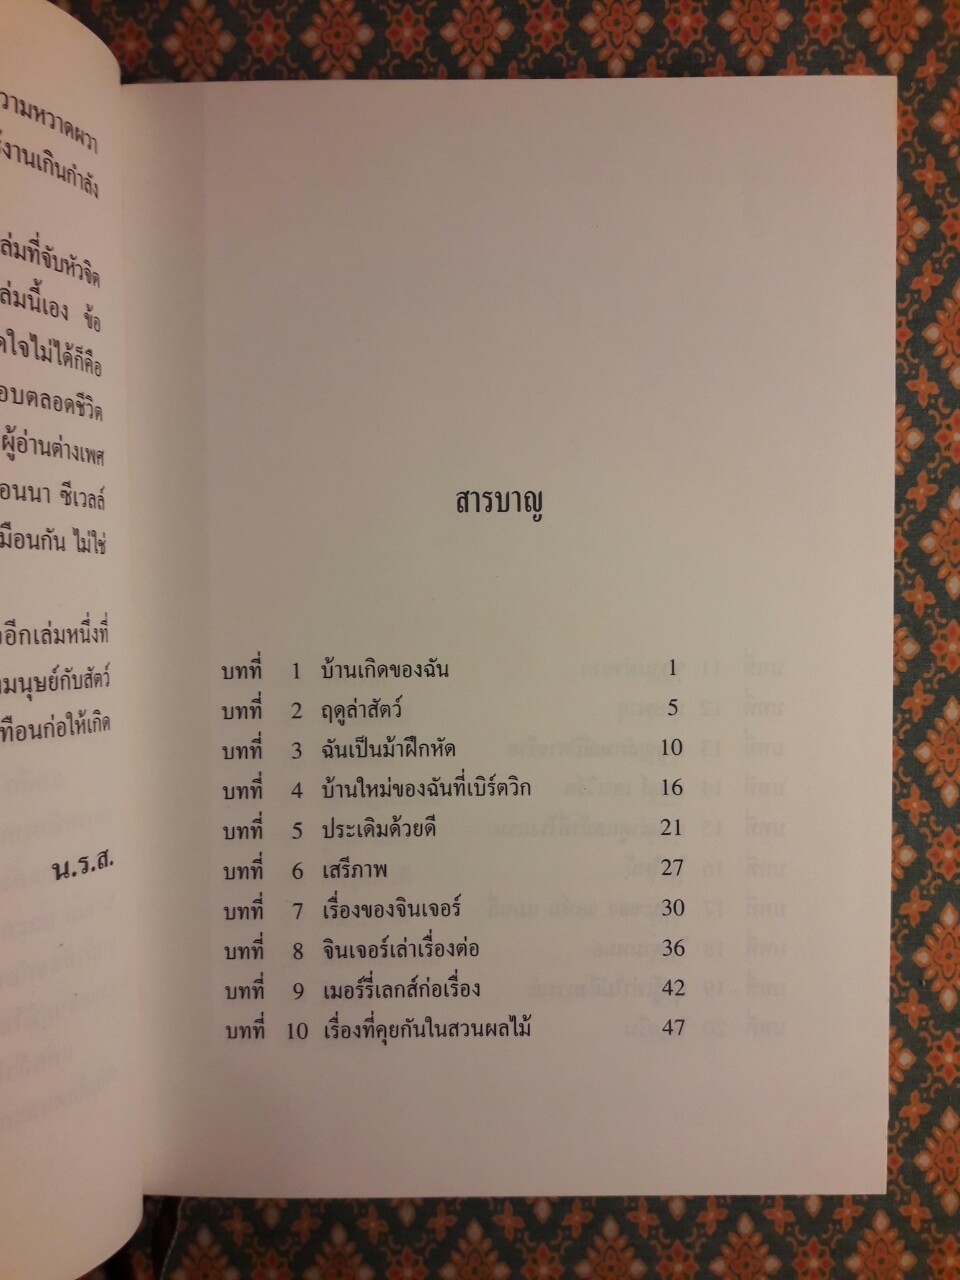 ความหวาดผวา
งานเกินกำลัง
ล่มที่จับหัวจิต
ล่มนี้เอง ข้อ
ใจไม่ได้ก็คือ
อบตลอดชีวิต
ผู้อ่านต่างเพศ
อนนา ซีเวลล์
มือนกัน ไม่ใช่
อีกเล่มหนึ่งที่
มนุษย์กับสัตว์
ทือนก่อให้เกิด
น.ร.ส.
สารบาญ
บทที่ 1 บ้านเกิดของฉัน 1
บทที่ 2 ฤดูล่าสัตว์ 5
บทที่ 3 ฉันเป็นม้าฝึกหัด 10
บทที่ 4 บ้านใหม่ของฉันที่เบิร์ตวิก 16
บทที่ 5 ประเดิมด้วยดี 21
บทที่ 6 เสรีภาพ 27
บทที่ 7 เรื่องของจินเจอร์ 30
บทที่ 8 จินเจอร์เล่าเรื่องต่อ 36
บทที่ 9 เมอร์รี่เลกส์ก่อเรื่อง 42
บทที่ 10 เรื่องที่คุยกันในสวนผลไม้ 47